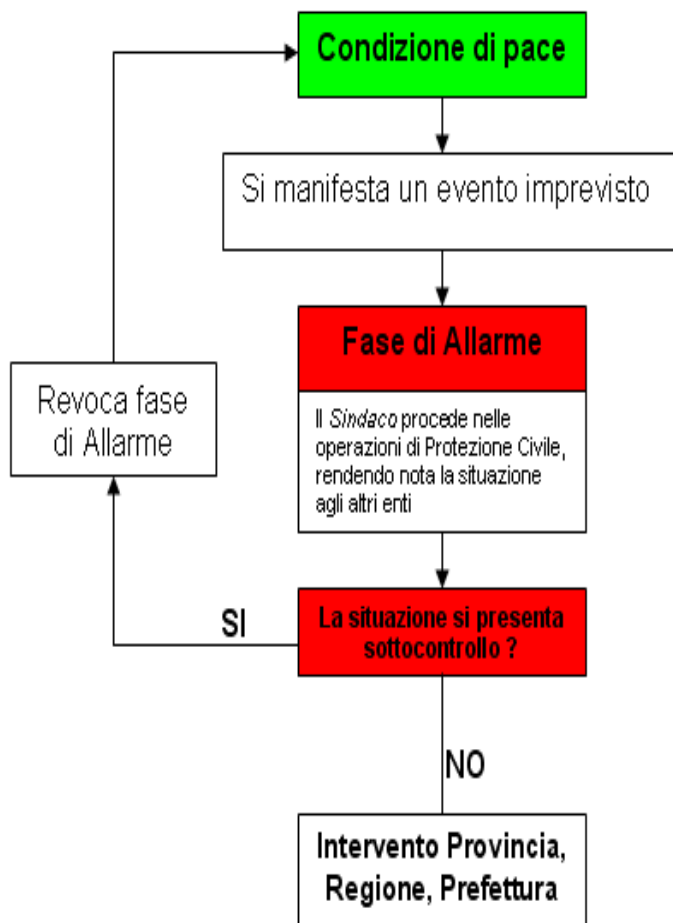 Condizione di pace
Si manifesta un evento imprevisto
Fase di Allarme
Il Sindaco procede nelle
operazioni di Protezione Civile,
rendendo nota la situazione
agli altri enti
Revoca fase
di Allarme
La situazione si presenta
sottocontrollo ?
SI
NO
Intervento Provincia,
Regione, Prefettura